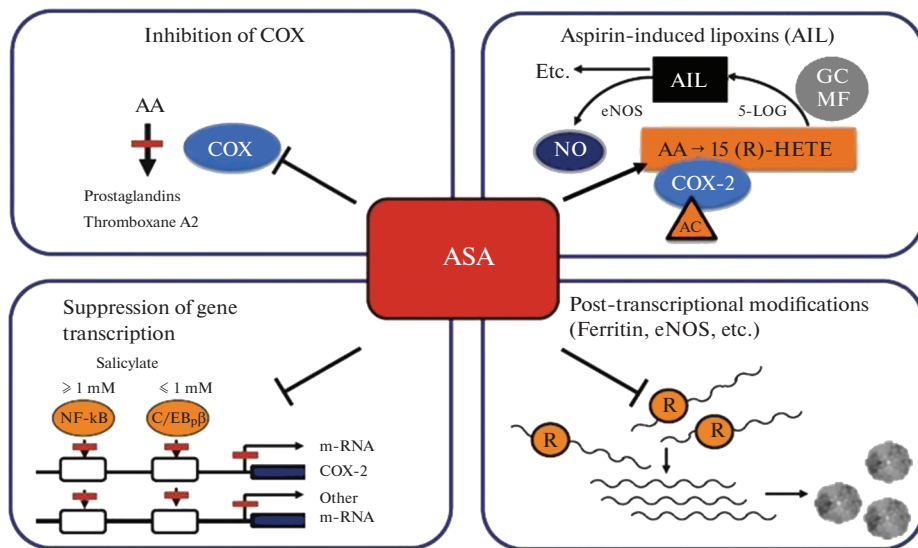 Inhibition of COX
AA
COX
Prostaglandins
Thromboxane A2
Aspirin-induced lipoxins (AIL)
Etc.
AIL
GC
MF
eNOS
5-LOG
NO
AA → 15 (R)-HETE
COX-2
AC
ASA
Suppression of gene
transcription
Salicylate
⩾ 1 mM
⩽ 1 mM
NF-kB
C/EBpβ
m-RNA
COX-2
Other
m-RNA
Post-transcriptional modifications
(Ferritin, eNOS, etc.)
R
R
R